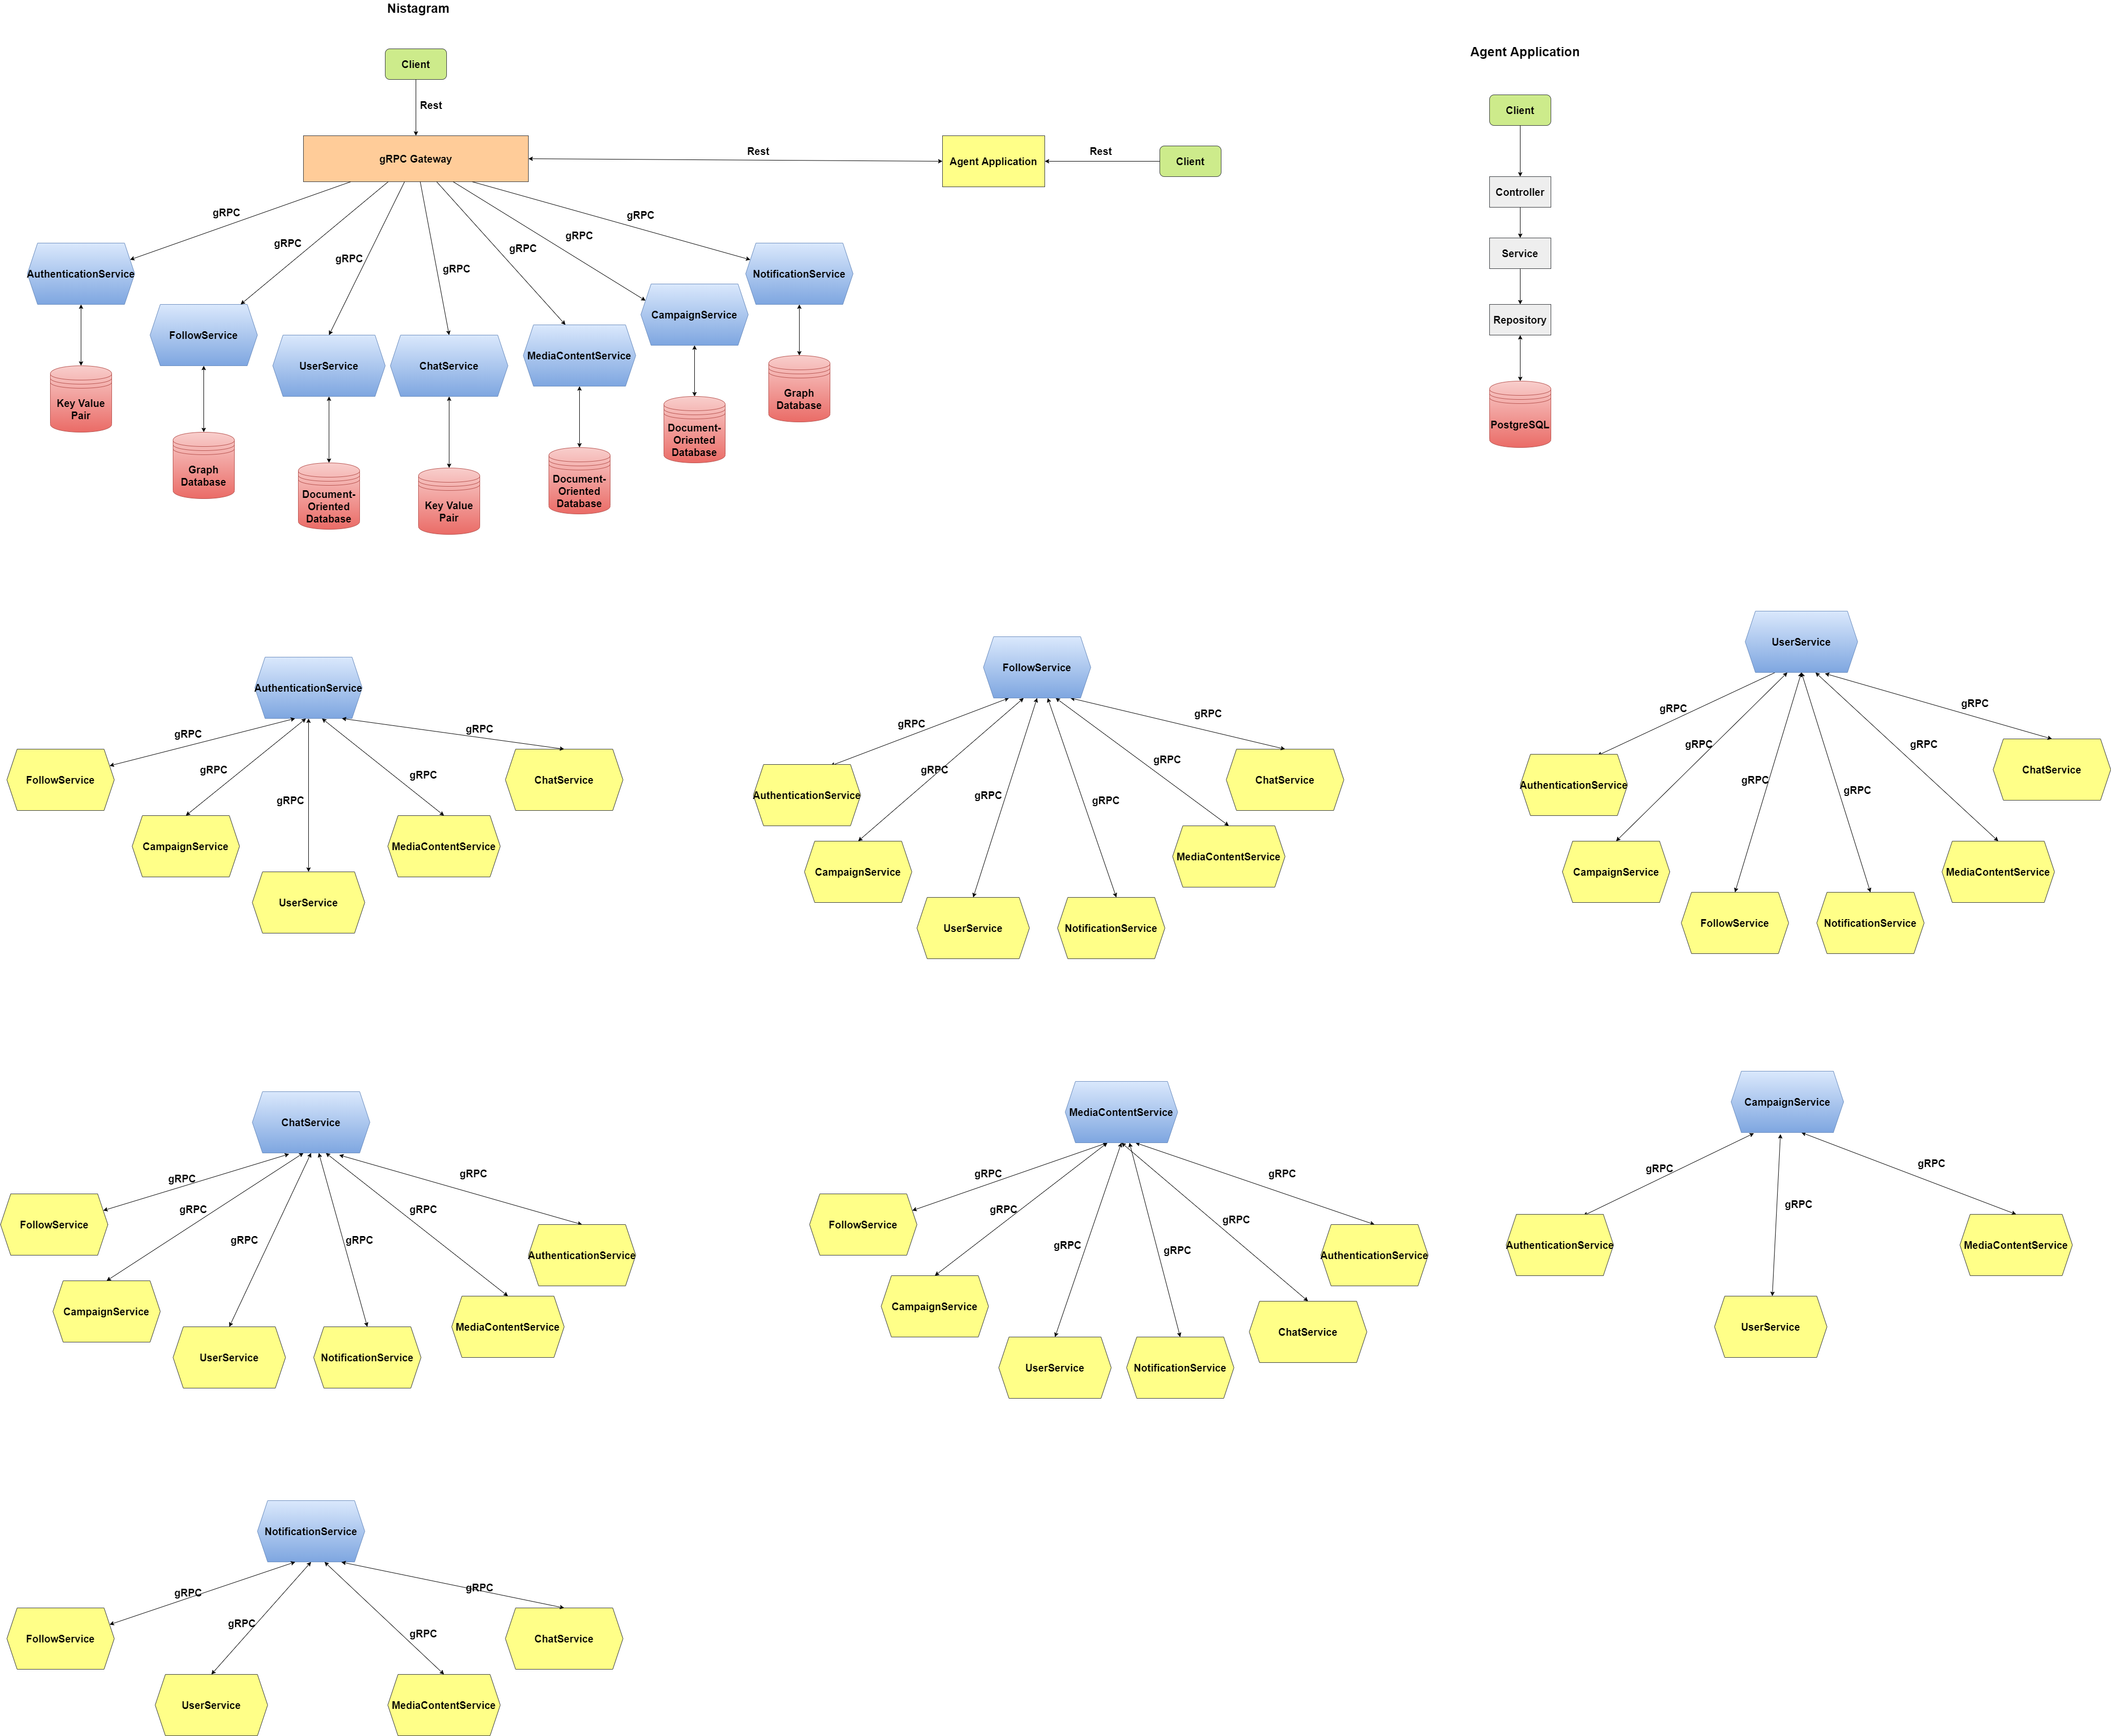 Nistagram
Agent Application
Client
Rest
gRPC Gateway
Rest
Agent Application
Rest
Client
gRPC
gRPC
gRPC
gRPC
gRPC
gRPC
gRPC
AuthenticationService
FollowService
UserService
ChatService
MediaContentService
CampaignService
NotificationService
Key Value
Pair
Graph
Database
Document-
Oriented
Database
Key Value
Pair
Document-
Oriented
Database
Document-
Oriented
Database
Graph
Database
Client
Controller
Service
Repository
PostgreSQL
AuthenticationService
gRPC
gRPC
gRPC
gRPC
gRPC
FollowService
CampaignService
UserService
MediaContentService
ChatService
FollowService
gRPC
gRPC
gRPC
gRPC
gRPC
gRPC
AuthenticationService
CampaignService
UserService
NotificationService
MediaContentService
ChatService
UserService
gRPC
gRPC
gRPC
gRPC
gRPC
gRPC
AuthenticationService
CampaignService
FollowService
NotificationService
MediaContentService
ChatService
ChatService
gRPC
gRPC
gRPC
gRPC
gRPC
gRPC
FollowService
CampaignService
UserService
NotificationService
MediaContentService
AuthenticationService
MediaContentService
gRPC
gRPC
gRPC
gRPC
gRPC
gRPC
FollowService
CampaignService
UserService
NotificationService
ChatService
AuthenticationService
CampaignService
gRPC
gRPC
gRPC
AuthenticationService
UserService
MediaContentService
NotificationService
gRPC
gRPC
gRPC
gRPC
FollowService
UserService
MediaContentService
ChatService